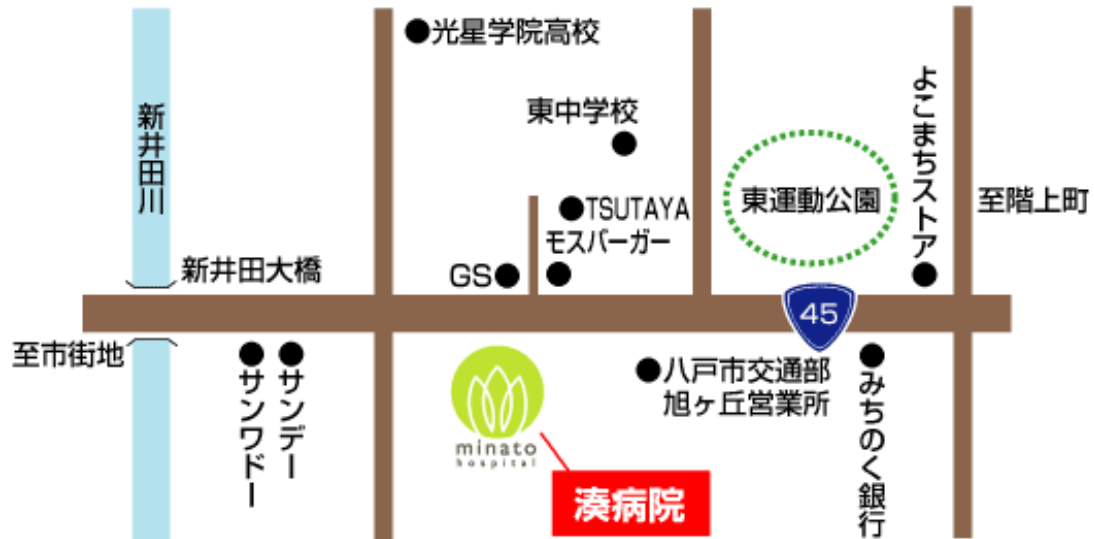 光星学院高校
よこまちストア
東中学校
新井田川
東運動公園
至階上町
TSUTAYA
モスバーガー
新井田大橋
GS
45
至市街地
サンワドー
サンデー
minato
hospital
八戸市交通部
旭ヶ丘営業所
みちのく銀行
湊病院